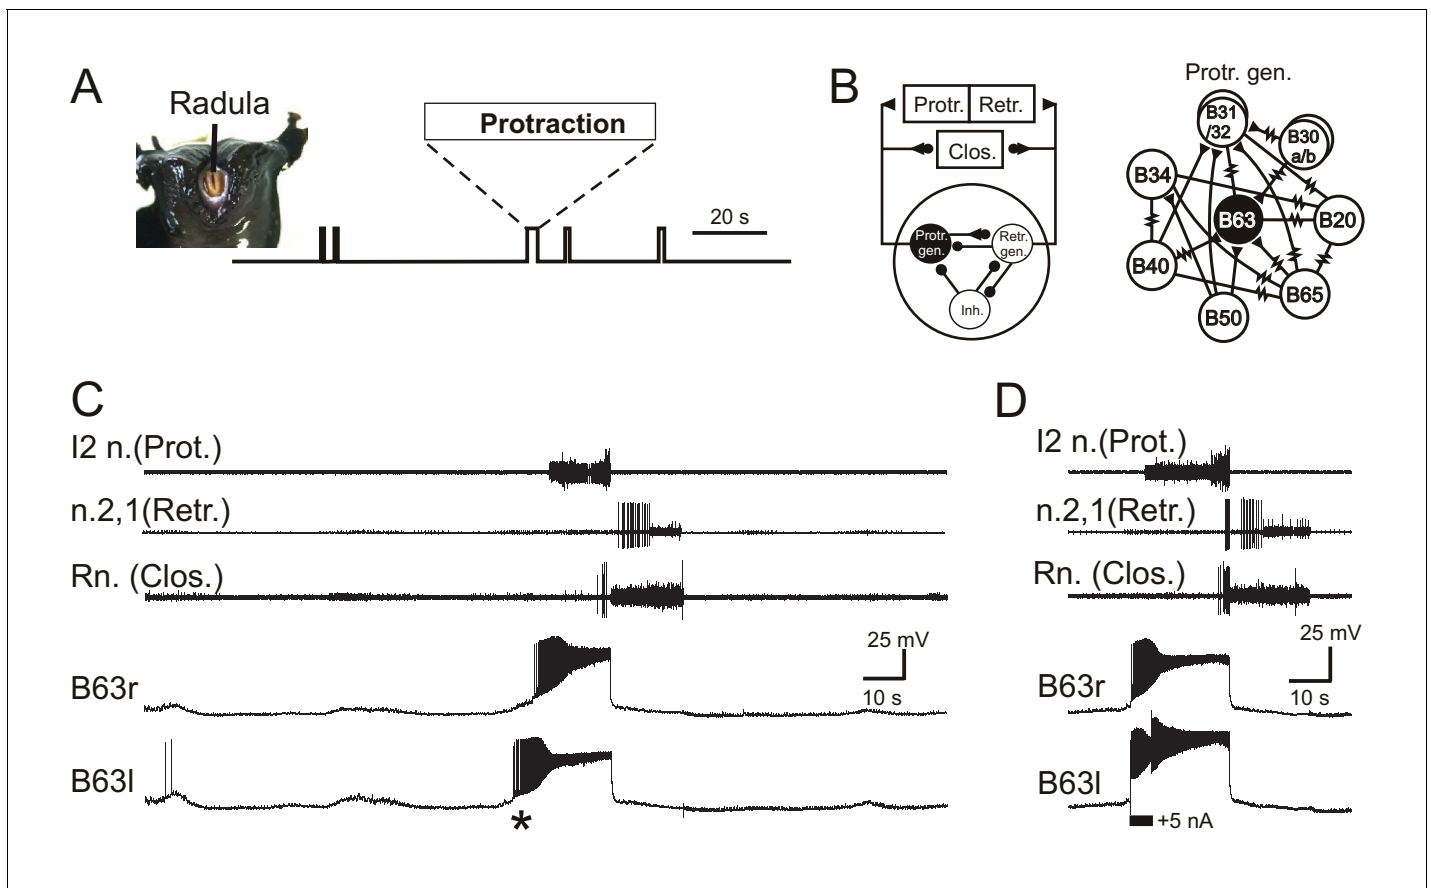 A
Radula
Protraction
20 s
B
Protr. Retr.
Clos.
Protr.
gen.
Retr.
gen.
Inh.
Protr. gen.
B31
/32
B30
a/b
B34
B63
B20
B40
B65
B50
C
I2 n.(Prot.)
n.2,1(Retr.)
Rn. (Clos.)
B63r
25 mV
10 s
B63l
*
D
I2 n.(Prot.)
n.2,1(Retr.)
Rn. (Clos.)
B63r
25 mV
10 s
B63l
+5 nA